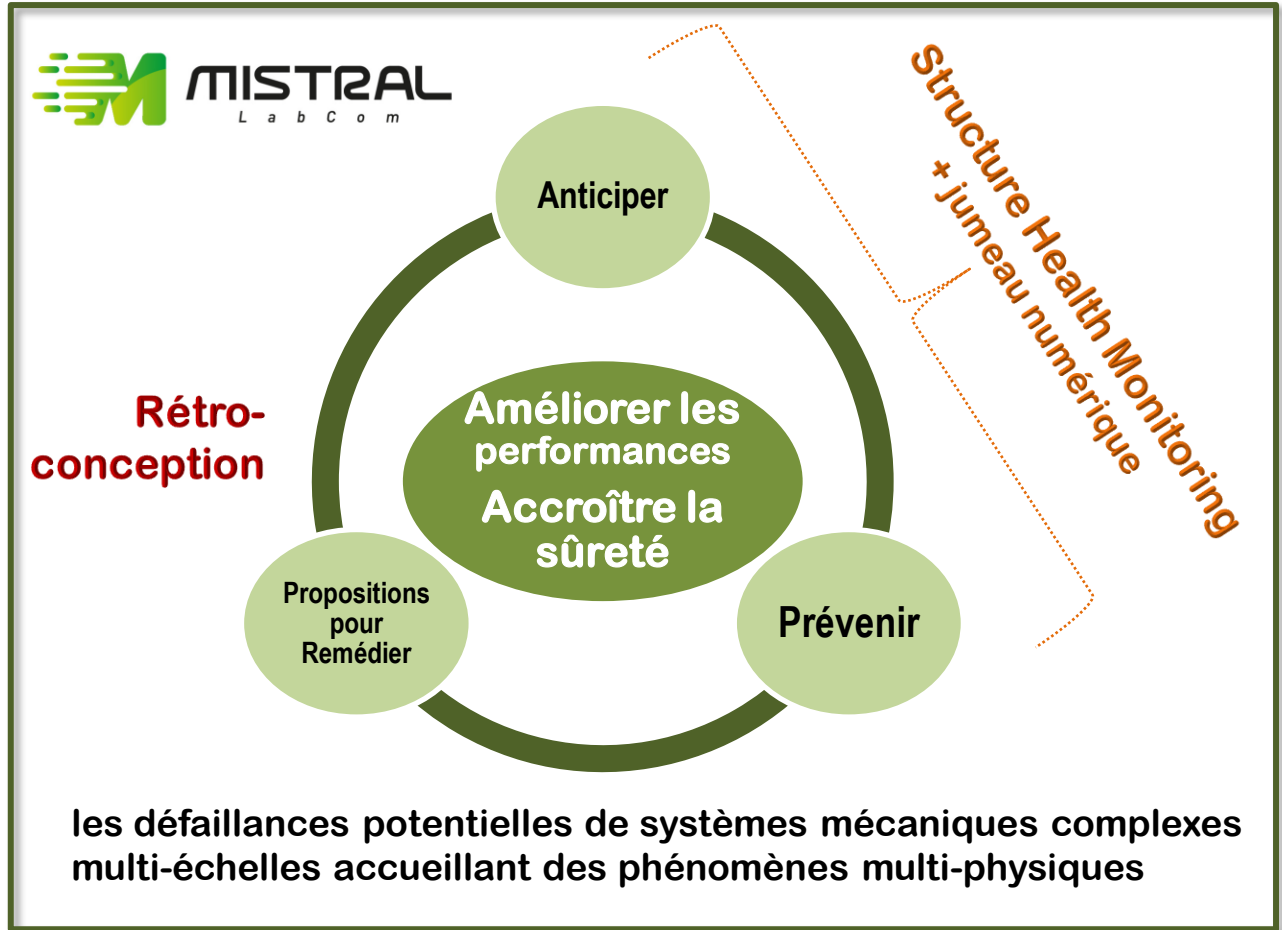 MISTRAL
LabCom
Anticiper
Structure Health Monitoring
+ jumeau numérique
Rétro-
conception
Améliorer les
performances
Accroître la
sûreté
Propositions
pour
Remédier
Prévenir
les défaillances potentielles de systèmes mécaniques complexes
multi-échelles accueillant des phénomènes multi-physiques